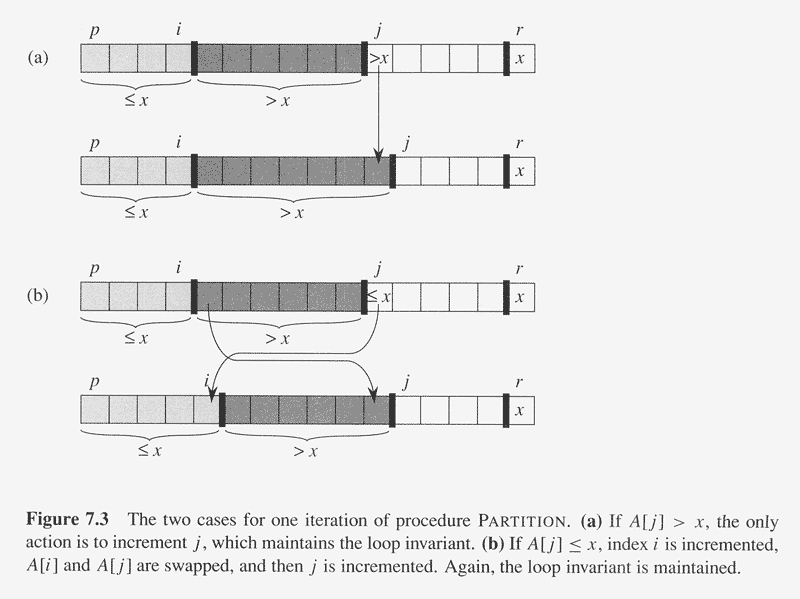 p i j r
(a) >x x
≤ x > x
p i j r
x
≤ x > x
p i j r
(b) ≤ x x
≤ x > x
p i j r
x
≤ x > x
Figure 7.3 The two cases for one iteration of procedure PARTITION. (a) If A[j] > x, the only
action is to increment j, which maintains the loop invariant. (b) If A[j] ≤ x, index i is incremented,
A[i] and A[j] are swapped, and then j is incremented. Again, the loop invariant is maintained.